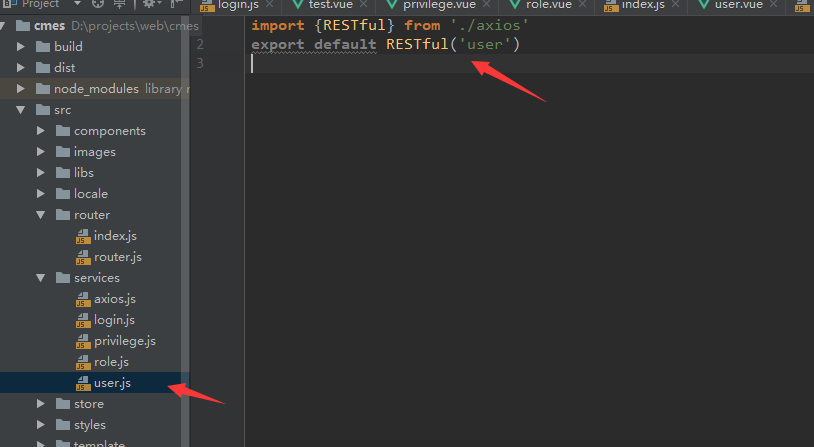 Project
login.js
test.vue
privilege.vue
role.vue
index.js
user.vue
cmes D:\projects\web\cmes
build
dist
node_modules library r
src
components
images
libs
locale
router
index.js
router.js
services
axios.js
login.js
privilege.js
role.js
user.js
store
styles
template
import {RESTful} from './axios'
2 export default RESTful('user')
3